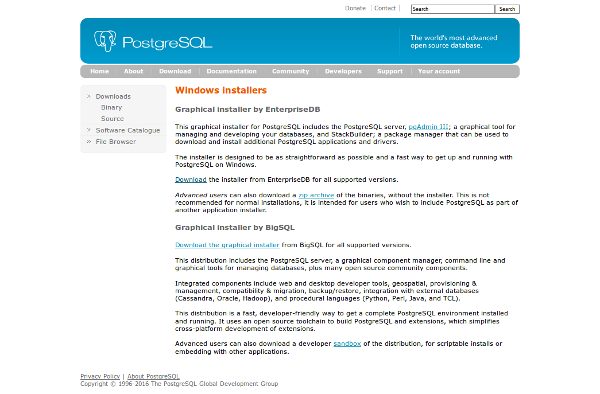 Donate | Contact | Search Search
PostgreSQL
The world's most advanced
open source database.
Home About Download Documentation Community Developers Support Your account
Downloads
Binary
Source
Software Catalogue
File Browser
Windows installers
Graphical installer by EnterpriseDB
This graphical installer for PostgreSQL includes the PostgreSQL server, pgAdmin III; a graphical tool for
managing and developing your databases, and StackBuilder; a package manager that can be used to
download and install additional PostgreSQL applications and drivers.
The installer is designed to be as straightforward as possible and a fast way to get up and running with
PostgreSQL on Windows.
Download the installer from EnterpriseDB for all supported versions.
Advanced users can also download a zip archive of the binaries, without the installer. This is not
recommended for normal installations, it is intended for users who wish to include PostgreSQL as part of
another application installer.
Graphical installer by BigSQL
Download the graphical installer from BigSQL for all supported versions.
This distribution includes the PostgreSQL server, a graphical component manager, command line and
graphical tools for managing databases, plus many open source community components.
Integrated components include web and desktop developer tools, geospatial, provisioning &
management, compatibility & migration, backup/restore, integration with external databases
(Cassandra, Oracle, Hadoop), and procedural languages (Python, Perl, Java, and TCL).
This distribution is a fast, developer-friendly way to get a complete PostgreSQL environment installed
and running. It uses an open source toolchain to build PostgreSQL and extensions, which simplifies
cross-platform development of extensions.
Advanced users can also download a developer sandbox of the distribution, for scriptable installs or
embedding with other applications.
Privacy Policy | About PostgreSQL
Copyright © 1996-2016 The PostgreSQL Global Development Group